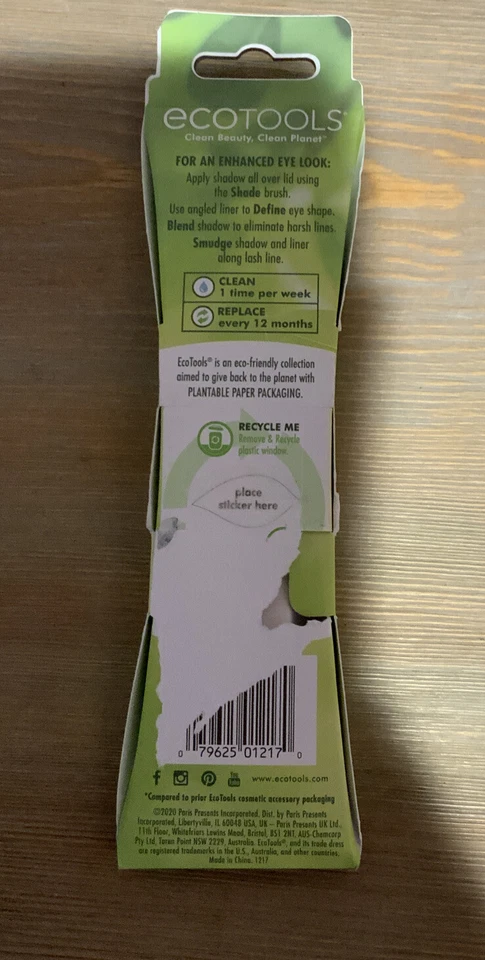 ecoTOOLS®
Clean Beauty, Clean Planet™
FOR AN ENHANCED EYE LOOK:
Apply shadow all over lid using
the Shade brush.
Use angled liner to Define eye shape.
Blend shadow to eliminate harsh lines.
Smudge shadow and liner
along lash line.
CLEAN
1 time per week
REPLACE
every 12 months
EcoTools® is an eco-friendly collection
aimed to give back to the planet with
PLANTABLE PAPER PACKAGING.
RECYCLE ME
Remove & Recycle
plastic window.
place
sticker here
0 79625 01217 0
You Tube www.ecotools.com
*Compared to prior EcoTools cosmetic accessory packaging
©2020 Paris Presents Incorporated. Dist. by Paris Presents
Incorporated, Libertyville, IL 60048 USA, UK – Paris Presents UK Ltd.,
11th Floor, Whitefriars Lewins Mead, Bristol, BS1 2NT, AUS-Chemcorp
Pty Ltd, Taren Point NSW 2229, Australia. EcoTools®, and its trade dress
are registered trademarks in the U.S., Australia, and other countries.
Made in China. 1217